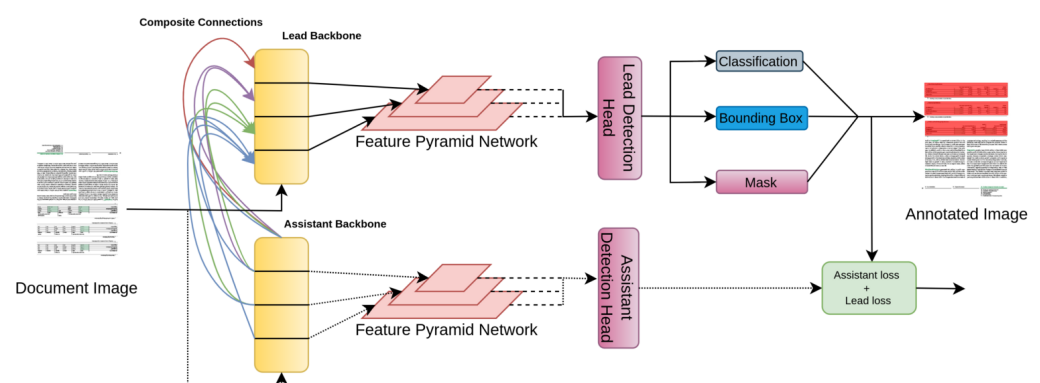 Composite Connections
Lead Backbone
Lead Detection
Head
Classification
Bounding Box
Mask
Feature Pyramid Network
Annotated Image
Document Image
Assistant Backbone
Assistant
Detection Head
Feature Pyramid Network
Assistant loss
+
Lead loss